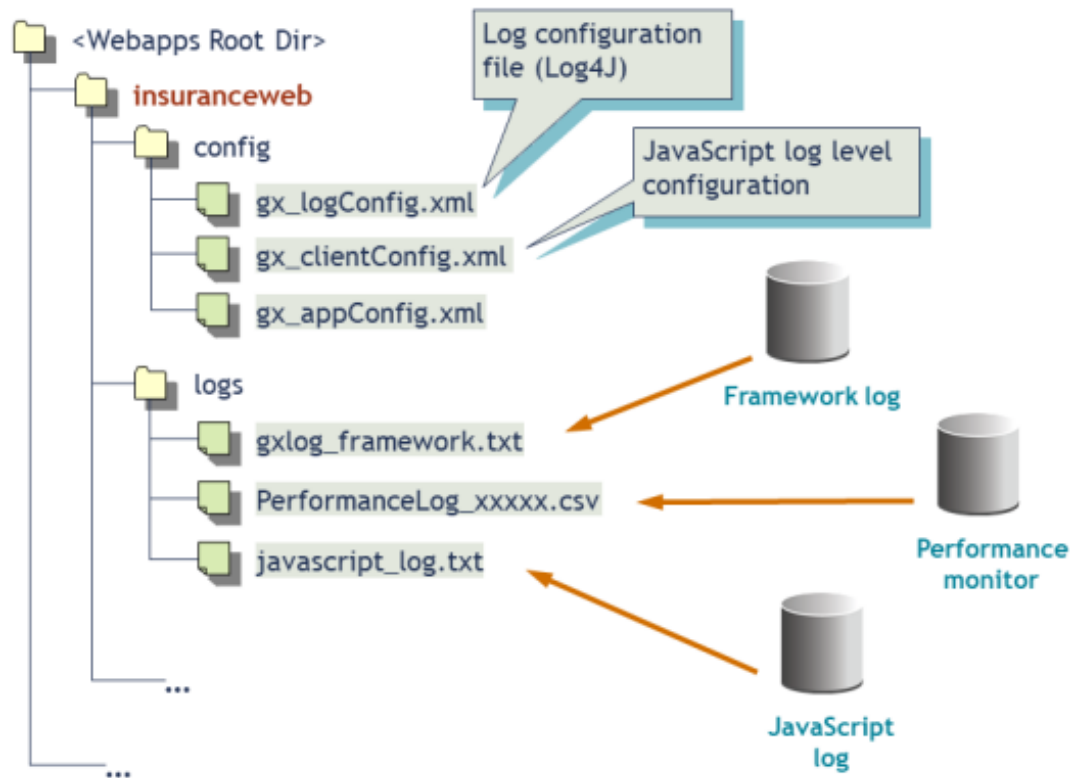 <Webapps Root Dir>
Log configuration
file (Log4J)
insuranceweb
config
JavaScript log level
configuration
gx_logConfig.xml
gx_clientConfig.xml
gx_appConfig.xml
logs
Framework log
gxlog_framework.txt
PerformanceLog_xxxxx.csv
Performance
monitor
javascript_log.txt
...
JavaScript
log
...